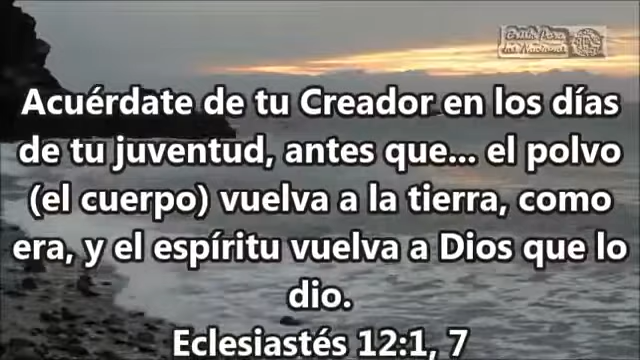 Acuérdate de tu Creador en los días
de tu juventud, antes que... el polvo
(el cuerpo) vuelva a la tierra, como
era, y el espíritu vuelva a Dios que lo
dio.
Eclesiastés 12:1, 7